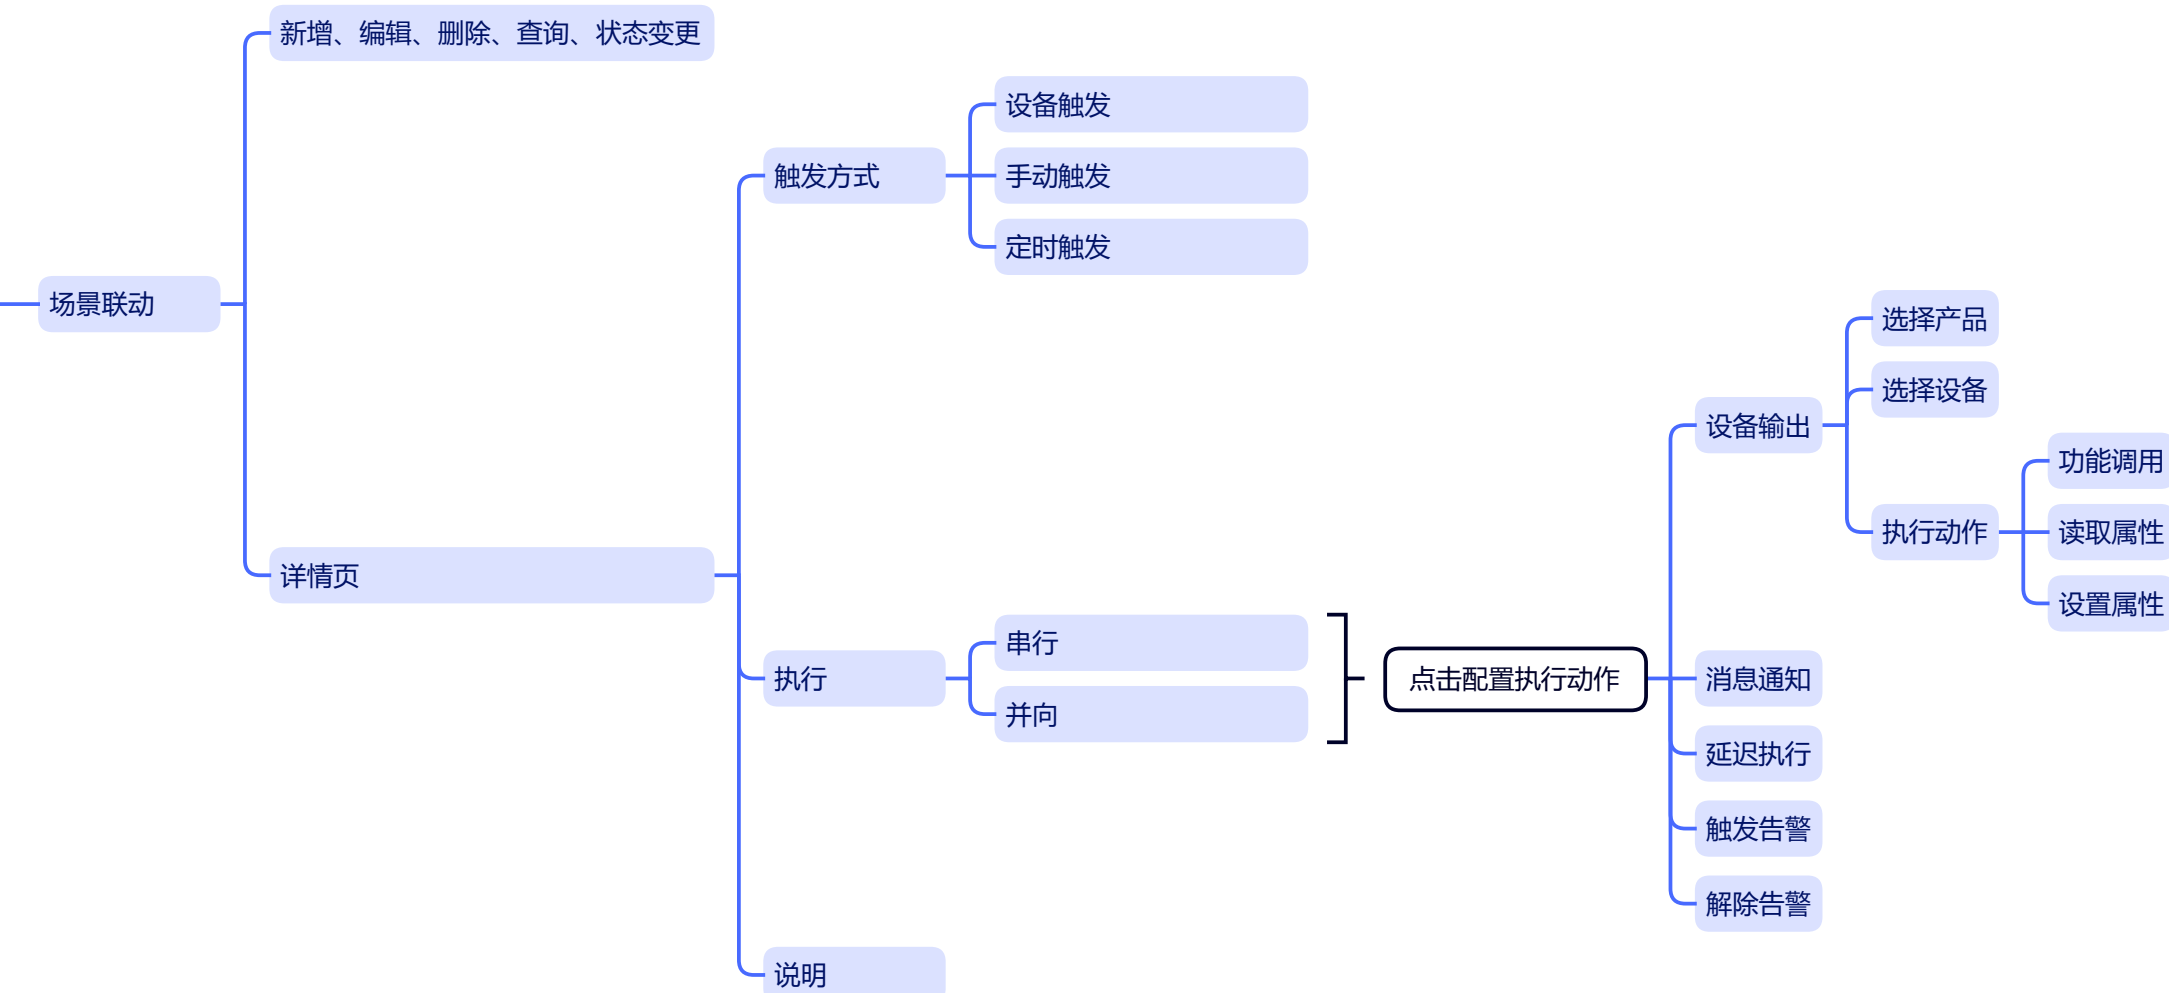 场景联动
新增、编辑、删除、查询、状态变更
详情页
触发方式
设备触发
手动触发
定时触发
执行
串行
并向
点击配置执行动作
设备输出
选择产品
选择设备
执行动作
功能调用
读取属性
设置属性
消息通知
延迟执行
触发告警
解除告警
说明